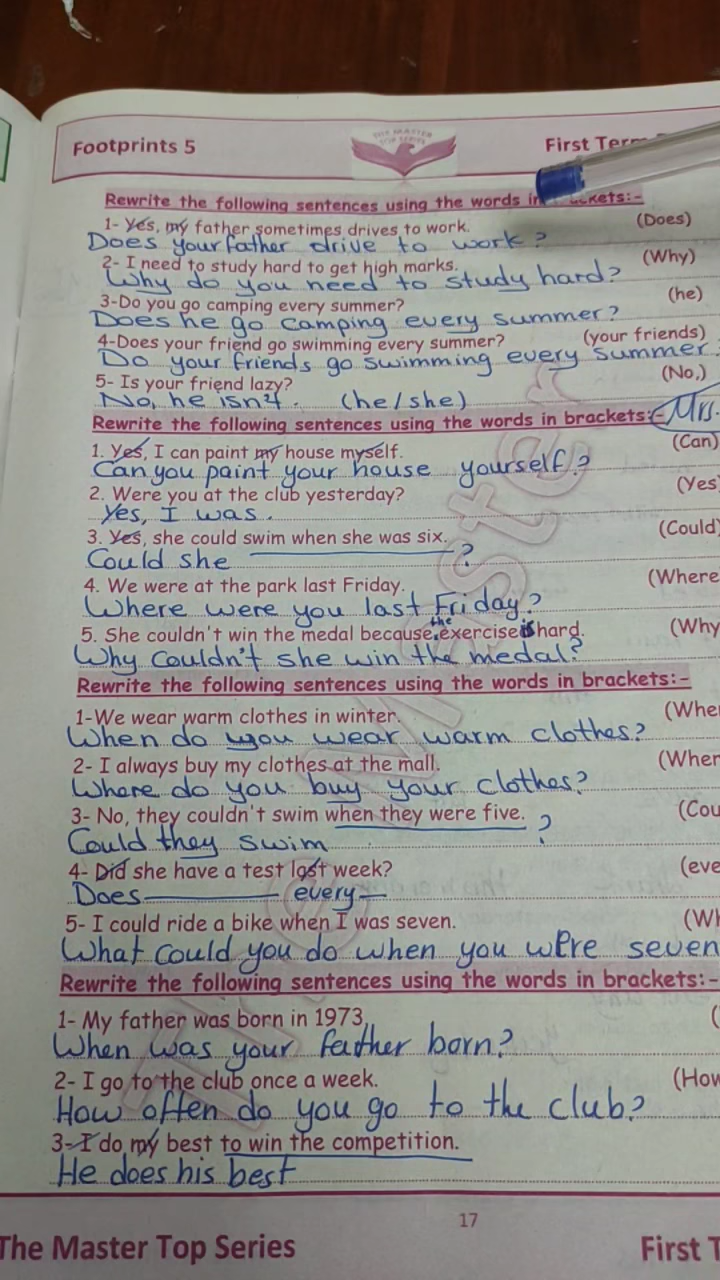 THE MASTER
TOP SERIES
Footprints 5 First Term
Rewrite the following sentences using the words in brackets:-
1- Yes, my father sometimes drives to work. (Does)
Does your father drive to work?
2- I need to study hard to get high marks. (Why)
Why do you need to study hard?
3-Do you go camping every summer? (he)
Does he go camping every summer?
4-Does your friend go swimming every summer? (your friends)
Do your friends go swimming every summer
5- Is your friend lazy? (No,)
No, he isn't. (he/she)
Rewrite the following sentences using the words in brackets:- Mrs.
1. Yes, I can paint my house myself. (Can)
Can you paint your house yourself?
2. Were you at the club yesterday? (Yes
Yes, I was.
3. Yes, she could swim when she was six. (Could)
Could she ?
4. We were at the park last Friday. (Where
Where were you last Friday?
5. She couldn't win the medal because the exercise is hard. (Why
Why couldn't she win the medal?
Rewrite the following sentences using the words in brackets:-
1-We wear warm clothes in winter. (Whe
When do you wear warm clothes?
2- I always buy my clothes at the mall. (Wher
Where do you buy your clothes?
3- No, they couldn't swim when they were five. (Cou
Could they swim ?
4- Did she have a test last week? (eve
Does every
5- I could ride a bike when I was seven. (Wh
What could you do when you were seven
Rewrite the following sentences using the words in brackets:-
1- My father was born in 1973. (
When was your father born?
2- I go to the club once a week. (How
How often do you go to the club?
3- I do my best to win the competition.
He does his best
17
The Master Top Series First T